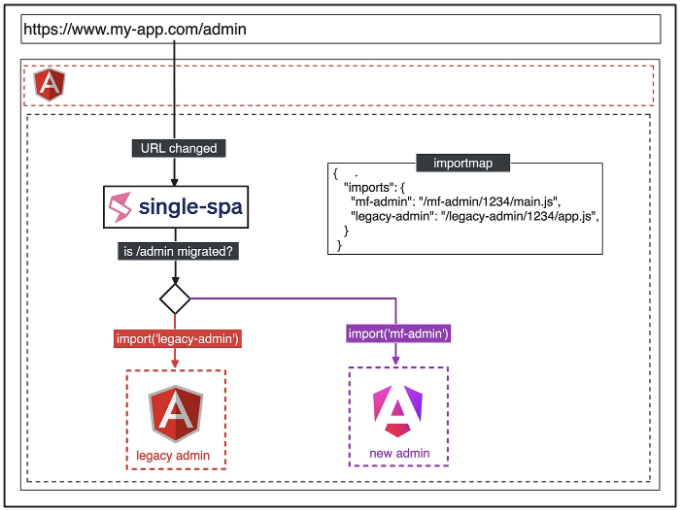 https://www.my-app.com/admin
A
URL changed
single-spa
is /admin migrated?
importmap
{ .
"imports": {
"mf-admin": "/mf-admin/1234/main.js",
"legacy-admin": "/legacy-admin/1234/app.js",
}
}
import('legacy-admin')
import('mf-admin')
A
legacy admin
new admin